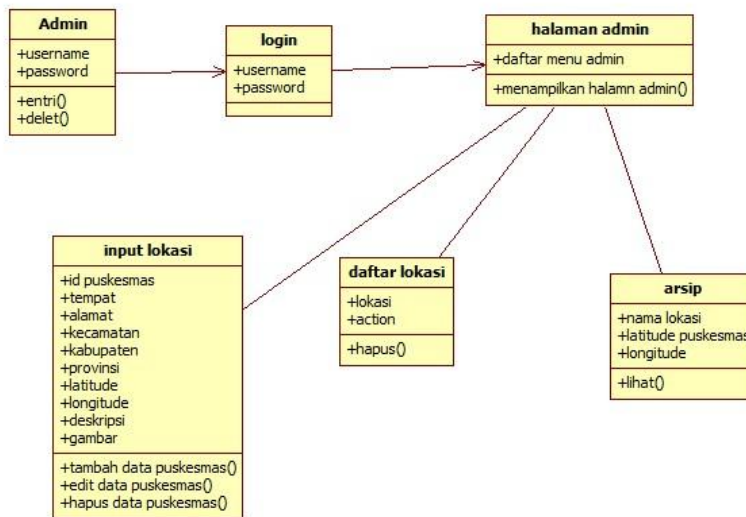 Admin
+username
+password
+entri()
+delet()
login
+username
+password
halaman admin
+daftar menu admin
+menampilkan halamn admin()
input lokasi
+id puskesmas
+tempat
+alamat
+kecamatan
+kabupaten
+provinsi
+latitude
+longitude
+deskripsi
+gambar
+tambah data puskesmas()
+edit data puskesmas()
+hapus data puskesmas()
daftar lokasi
+lokasi
+action
+hapus()
arsip
+nama lokasi
+latitude puskesmas
+longitude
+lihat()